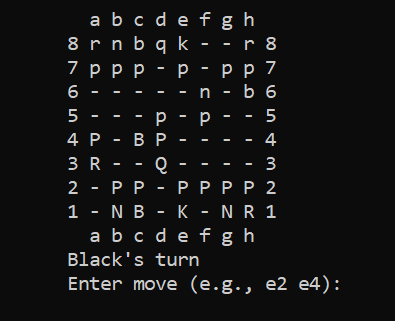 a b c d e f g h
8 r n b q k - - r 8
7 p p p - p - p p 7
6 - - - - - n - b 6
5 - - - p - p - - 5
4 P - B P - - - - 4
3 R - - Q - - - - 3
2 - P P - P P P P 2
1 - N B - K - N R 1
a b c d e f g h
Black's turn
Enter move (e.g., e2 e4):